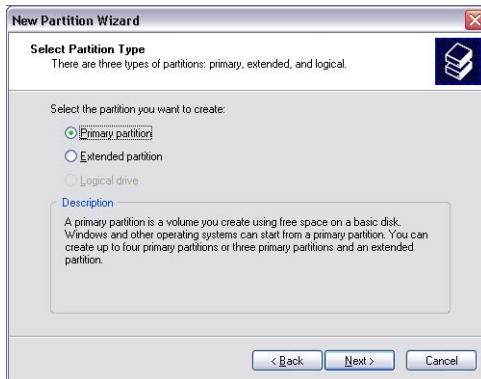 New Partition Wizard
Select Partition Type
There are three types of partitions: primary, extended, and logical.
Select the partition you want to create:
Primary partition
Extended partition
Logical drive
Description
A primary partition is a volume you create using free space on a basic disk.
Windows and other operating systems can start from a primary partition. You can
create up to four primary partitions or three primary partitions and an extended
partition.
< Back
Next >
Cancel